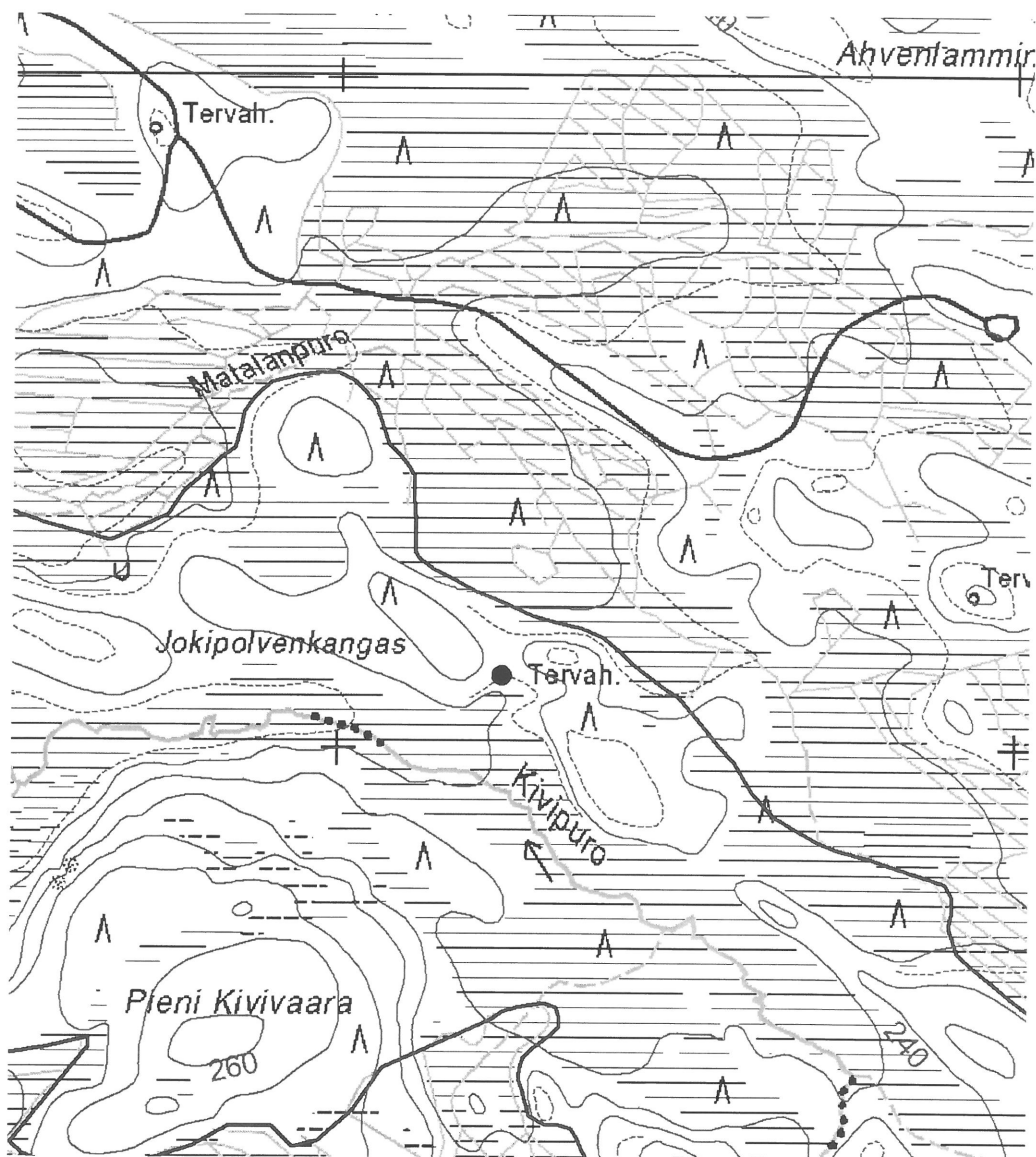 Ahvenlammin
Tervah.
Matalanpuro
Terv
Jokipolvenkangas
Tervah.
Kivipuro
Pieni Kivivaara
260
240